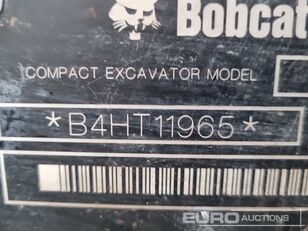 Bobcat
COMPACT EXCAVATOR MODEL
*B4HT11965*
EURO AUCTIONS